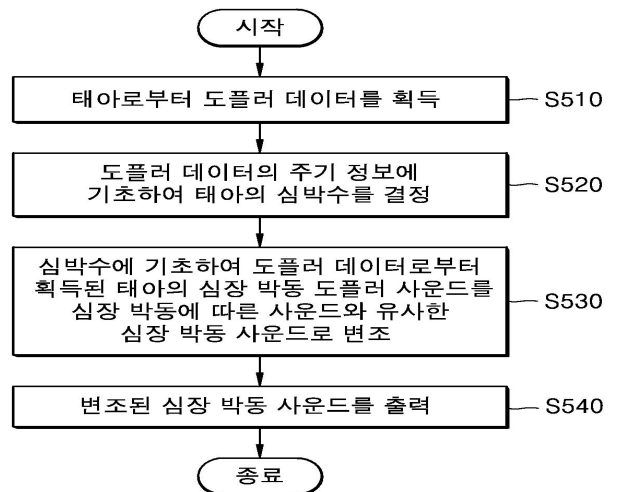 시작
태아로부터 도플러 데이터를 획득
S510
도플러 데이터의 주기 정보에
기초하여 태아의 심박수를 결정
S520
심박수에 기초하여 도플러 데이터로부터
획득된 태아의 심장 박동 도플러 사운드를
심장 박동에 따른 사운드와 유사한
심장 박동 사운드로 변조
S530
변조된 심장 박동 사운드를 출력
S540
종료